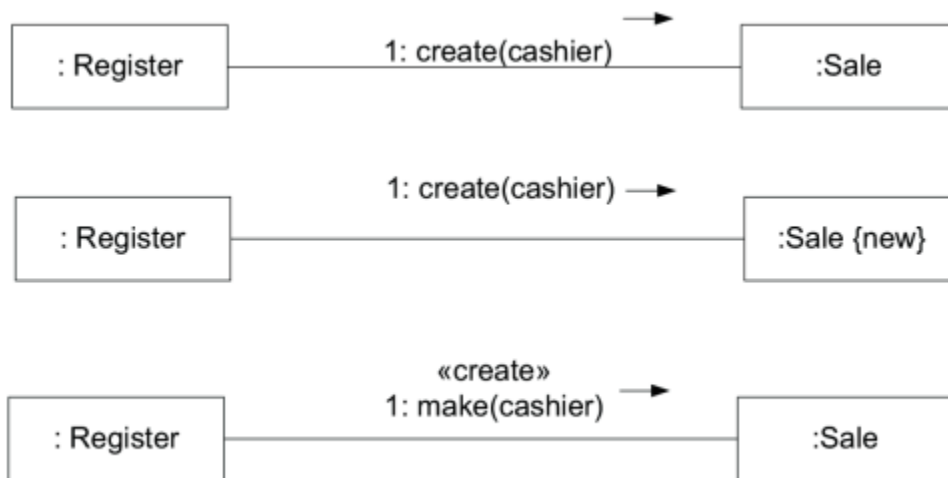 1: create(cashier)
: Register
:Sale
1: create(cashier)
: Register
:Sale {new}
«create»
1: make(cashier)
: Register
:Sale